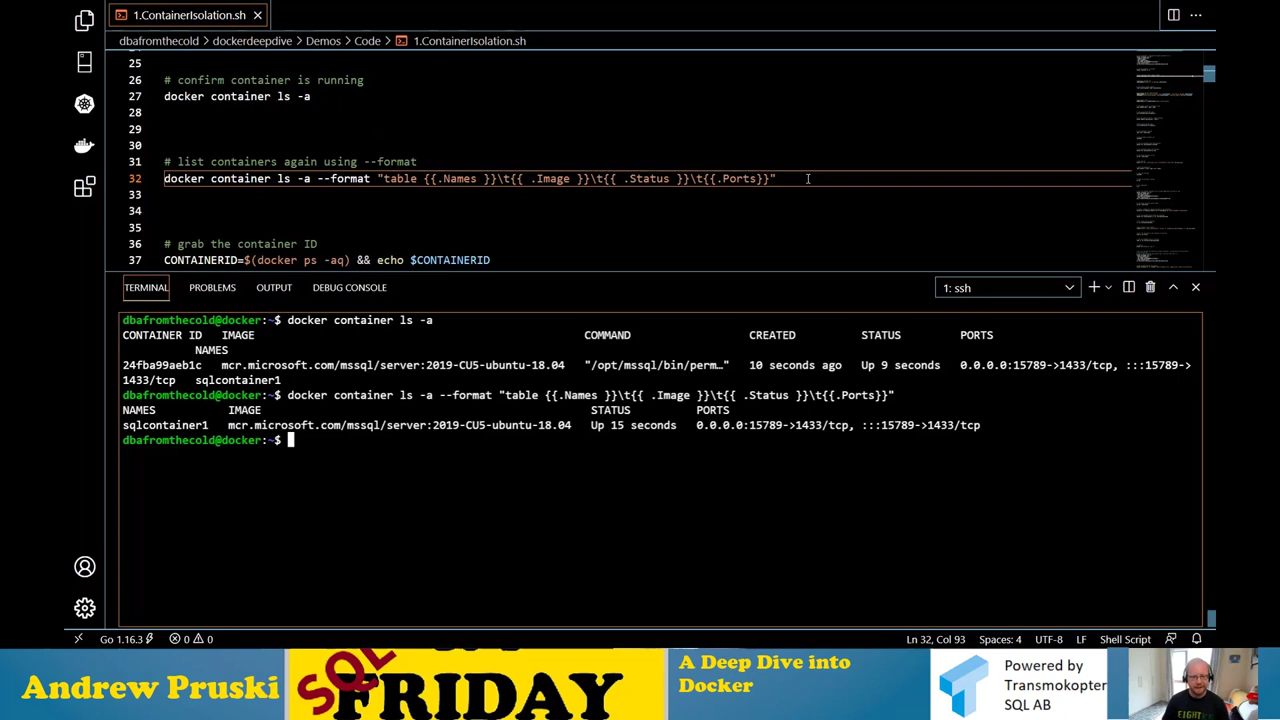 1.ContainerIsolation.sh
dbafromthecold > dockerdeepdive > Demos > Code > 1.ContainerIsolation.sh
25
26 # confirm container is running
27 docker container ls -a
28
29
30
31 # list containers again using --format
32 docker container ls -a --format "table {{.Names }}\t{{ .Image }}\t{{ .Status }}\t{{.Ports}}"
33
34
35
36 # grab the container ID
37 CONTAINERID=$(docker ps -aq) && echo $CONTAINERID
TERMINAL PROBLEMS OUTPUT DEBUG CONSOLE 1: ssh
dbafromthecold@docker:~$ docker container ls -a
CONTAINER ID IMAGE COMMAND CREATED STATUS PORTS
NAMES
24fba99aeb1c mcr.microsoft.com/mssql/server:2019-CU5-ubuntu-18.04 "/opt/mssql/bin/perm…" 10 seconds ago Up 9 seconds 0.0.0.0:15789->1433/tcp, :::15789->
1433/tcp sqlcontainer1
dbafromthecold@docker:~$ docker container ls -a --format "table {{.Names }}\t{{ .Image }}\t{{ .Status }}\t{{.Ports}}"
NAMES IMAGE STATUS PORTS
sqlcontainer1 mcr.microsoft.com/mssql/server:2019-CU5-ubuntu-18.04 Up 15 seconds 0.0.0.0:15789->1433/tcp, :::15789->1433/tcp
dbafromthecold@docker:~$
Go 1.16.3 0 0 Ln 32, Col 93 Spaces: 4 UTF-8 LF Shell Script
Andrew Pruski
SQL
FRIDAY
A Deep Dive into
Docker
Powered by
Transmokopter
SQL AB